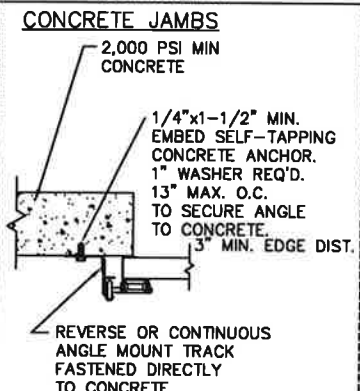 CONCRETE JAMBS
2,000 PSI MIN
CONCRETE
1/4"x1-1/2" MIN.
EMBED SELF-TAPPING
CONCRETE ANCHOR.
1" WASHER REQ'D.
13" MAX. O.C.
TO SECURE ANGLE
TO CONCRETE.
3" MIN. EDGE DIST.
REVERSE OR CONTINUOUS
ANGLE MOUNT TRACK
FASTENED DIRECTLY
TO CONCRETE